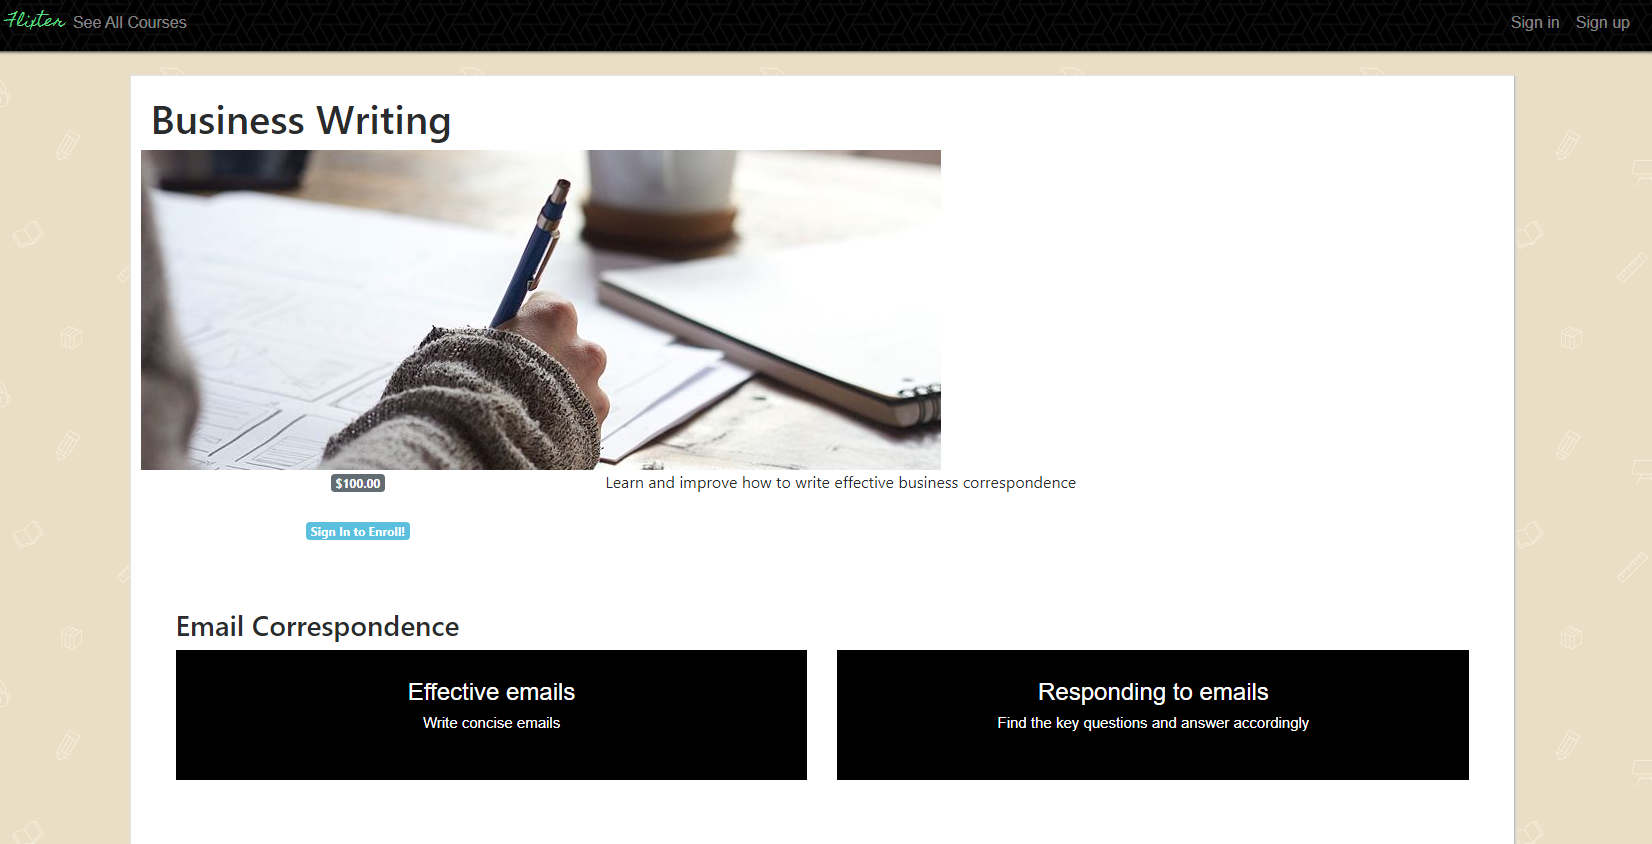 Flixter See All Courses Sign in Sign up
Business Writing
$100.00 Learn and improve how to write effective business correspondence
Sign In to Enroll!
Email Correspondence
Effective emails
Write concise emails
Responding to emails
Find the key questions and answer accordingly